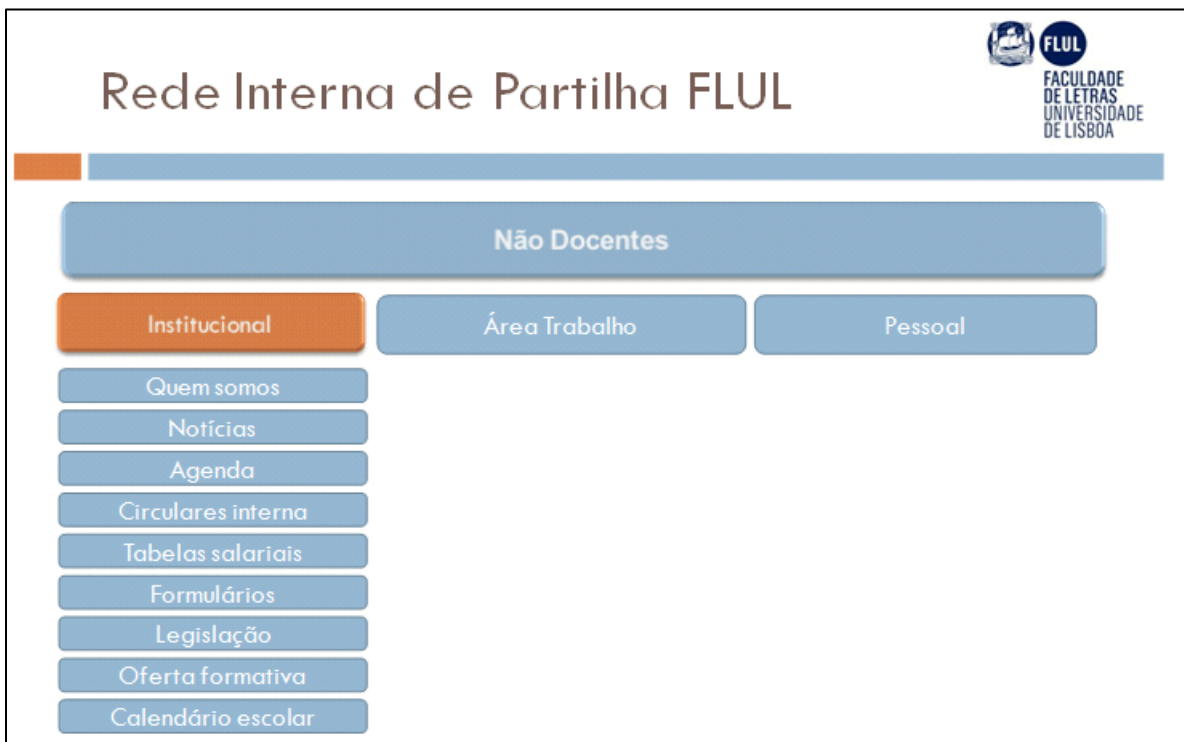 Rede Interna de Partilha FLUL
FLUL
FACULDADE
DE LETRAS
UNIVERSIDADE
DE LISBOA
Não Docentes
Institucional
Área Trabalho
Pessoal
Quem somos
Notícias
Agenda
Circulares interna
Tabelas salariais
Formulários
Legislação
Oferta formativa
Calendário escolar